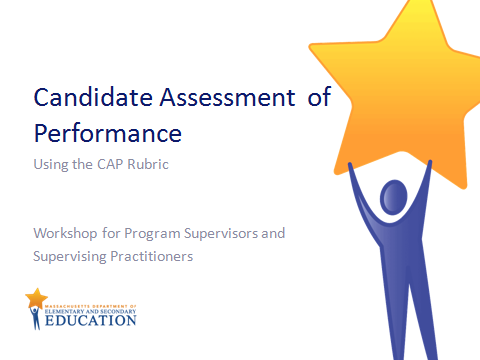 Candidate Assessment of
Performance
Using the CAP Rubric
Workshop for Program Supervisors and
Supervising Practitioners
MASSACHUSETTS DEPARTMENT OF
ELEMENTARY AND SECONDARY
EDUCATION